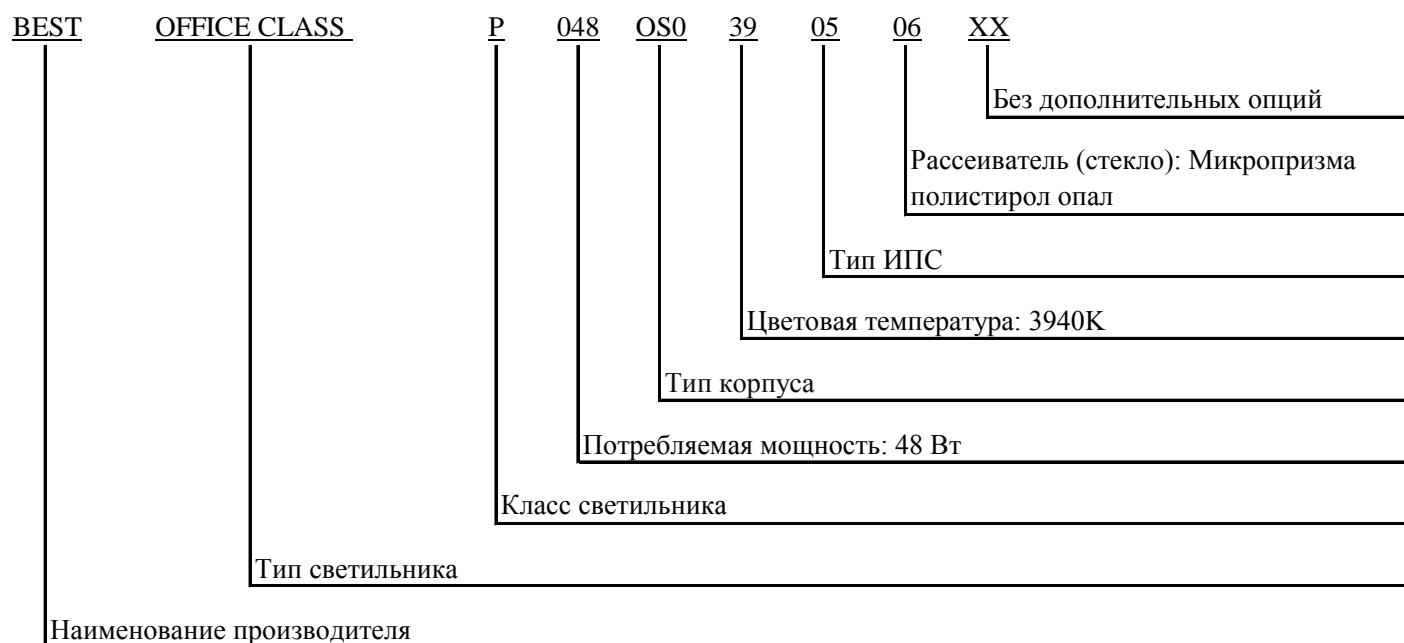 BEST OFFICE CLASS P 048 OS0 39 05 06 XX
Без дополнительных опций
Рассеиватель (стекло): Микропризма
полистирол опал
Тип ИПС
Цветовая температура: 3940K
Тип корпуса
Потребляемая мощность: 48 Вт
Класс светильника
Тип светильника
Наименование производителя